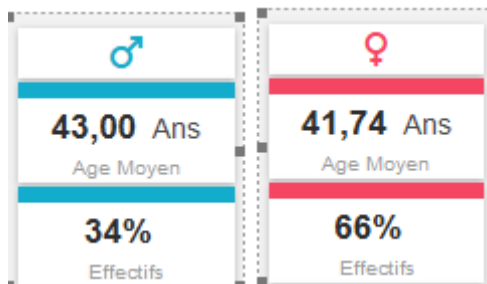 43,00 Ans
Age Moyen
34%
Effectifs
41,74 Ans
Age Moyen
66%
Effectifs